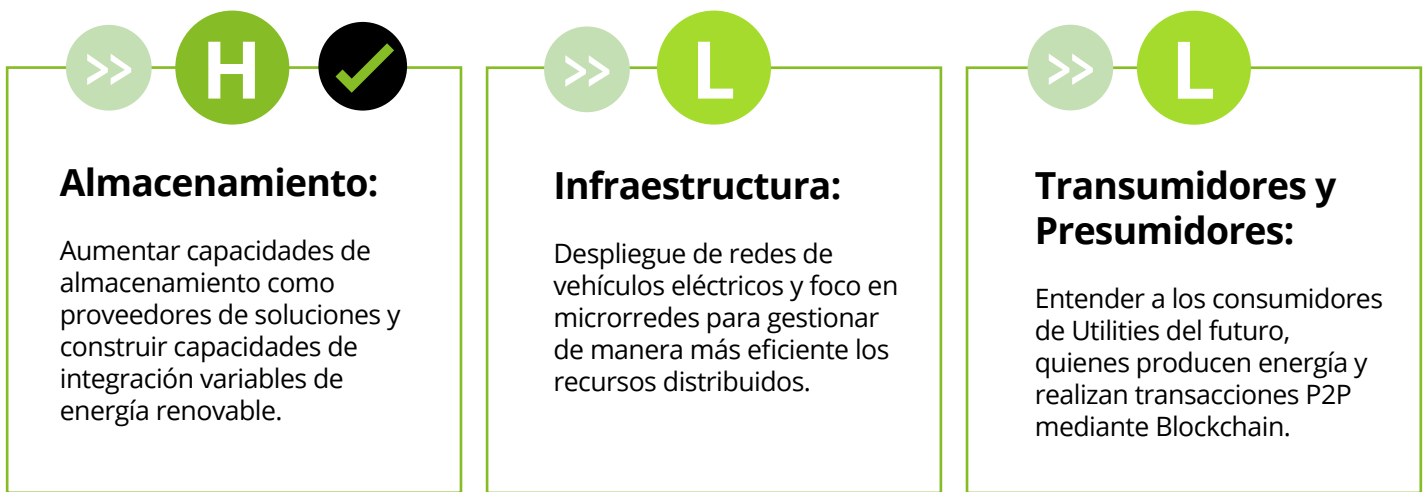 >> H
Almacenamiento:
Aumentar capacidades de
almacenamiento como
proveedores de soluciones y
construir capacidades de
integración variables de
energía renovable.
>> L
Infraestructura:
Despliegue de redes de
vehículos eléctricos y foco en
microrredes para gestionar
de manera más eficiente los
recursos distribuidos.
>> L
Transumidores y
Presumidores:
Entender a los consumidores
de Utilities del futuro,
quienes producen energía y
realizan transacciones P2P
mediante Blockchain.